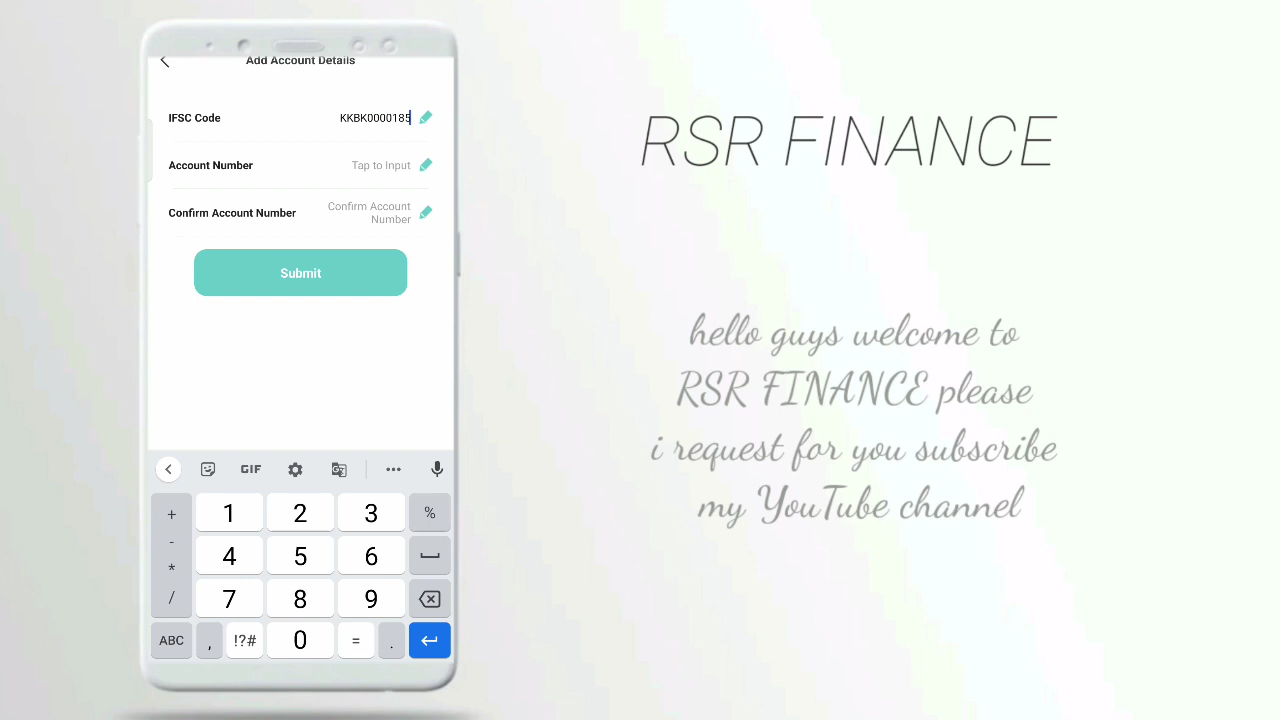 Add Account Details
IFSC Code KKBK0000185
Account Number Tap to Input
Confirm Account Number Confirm Account
Number
Submit
GIF
+ 1 2 3 %
- 4 5 6
*
/ 7 8 9
ABC , !?# 0 = .
RSR FINANCE
hello guys welcome to
RSR FINANCE please
i request for you subscribe
my YouTube channel